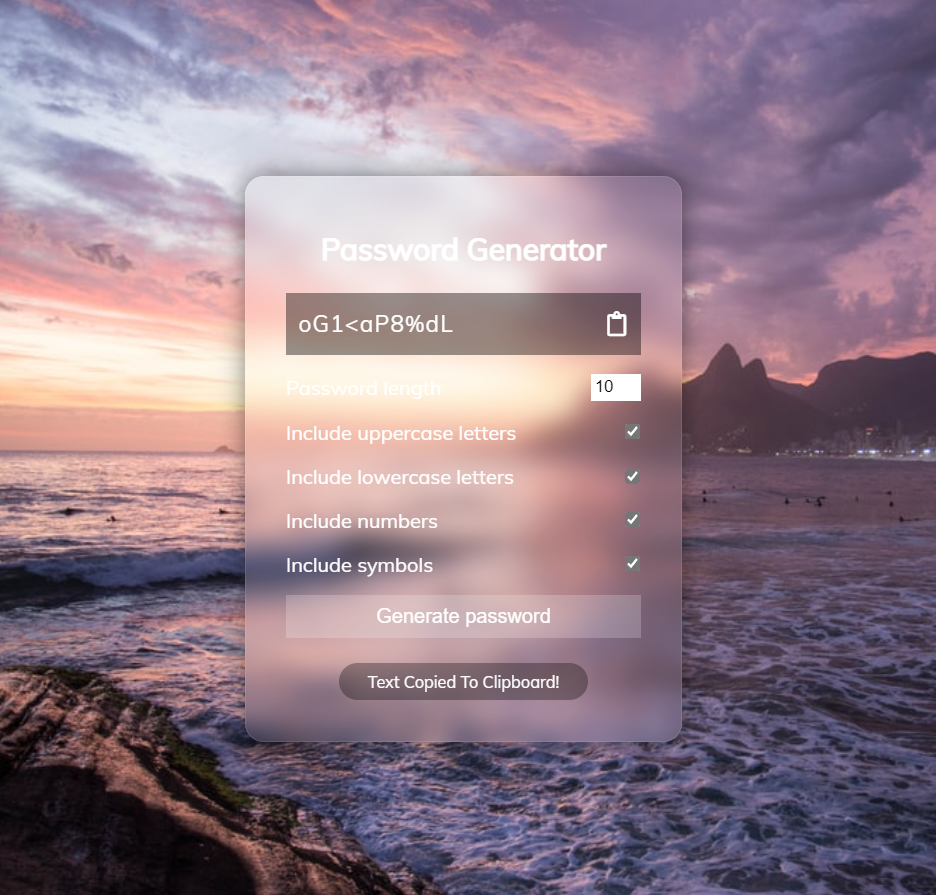 Password Generator
oG1<aP8%dL
Password length 10
Include uppercase letters
Include lowercase letters
Include numbers
Include symbols
Generate password
Text Copied To Clipboard!